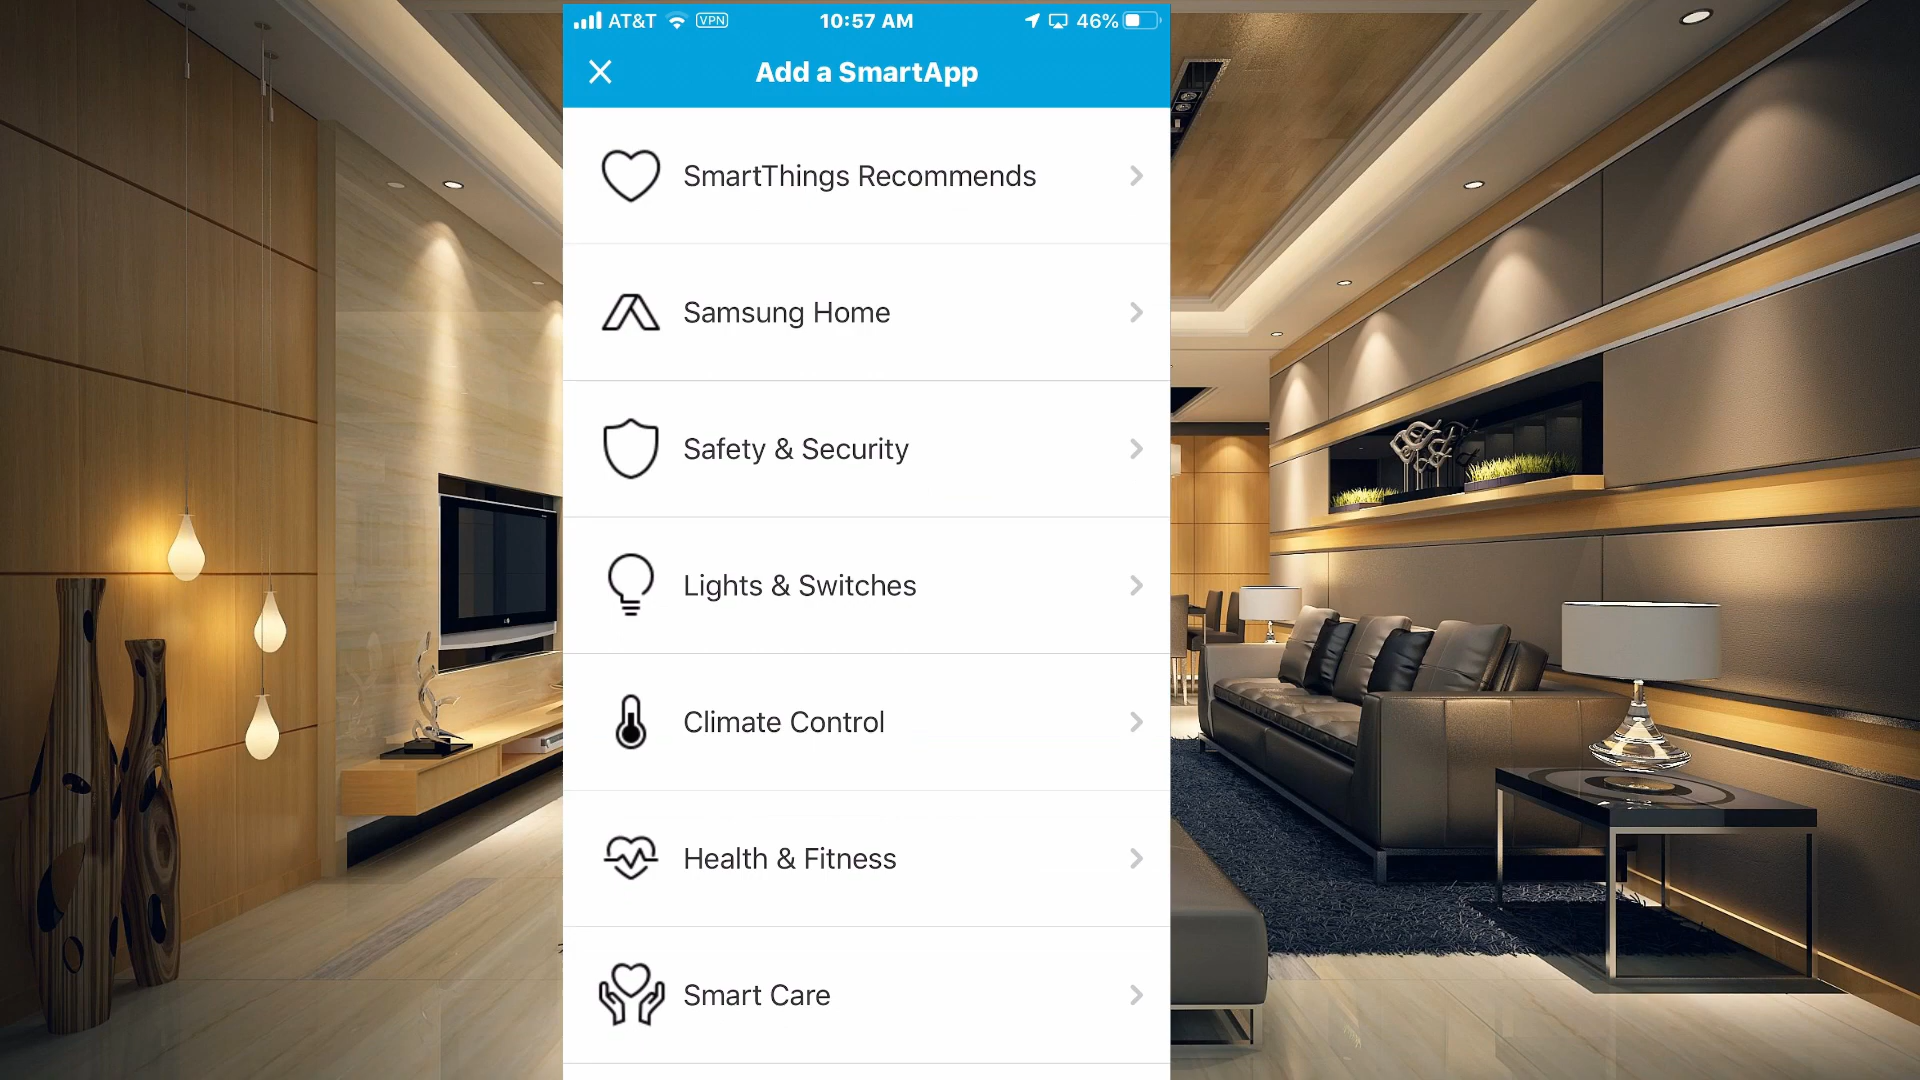 AT&T VPN 10:57 AM 46%
Add a SmartApp
SmartThings Recommends
Samsung Home
Safety & Security
Lights & Switches
Climate Control
Health & Fitness
Smart Care